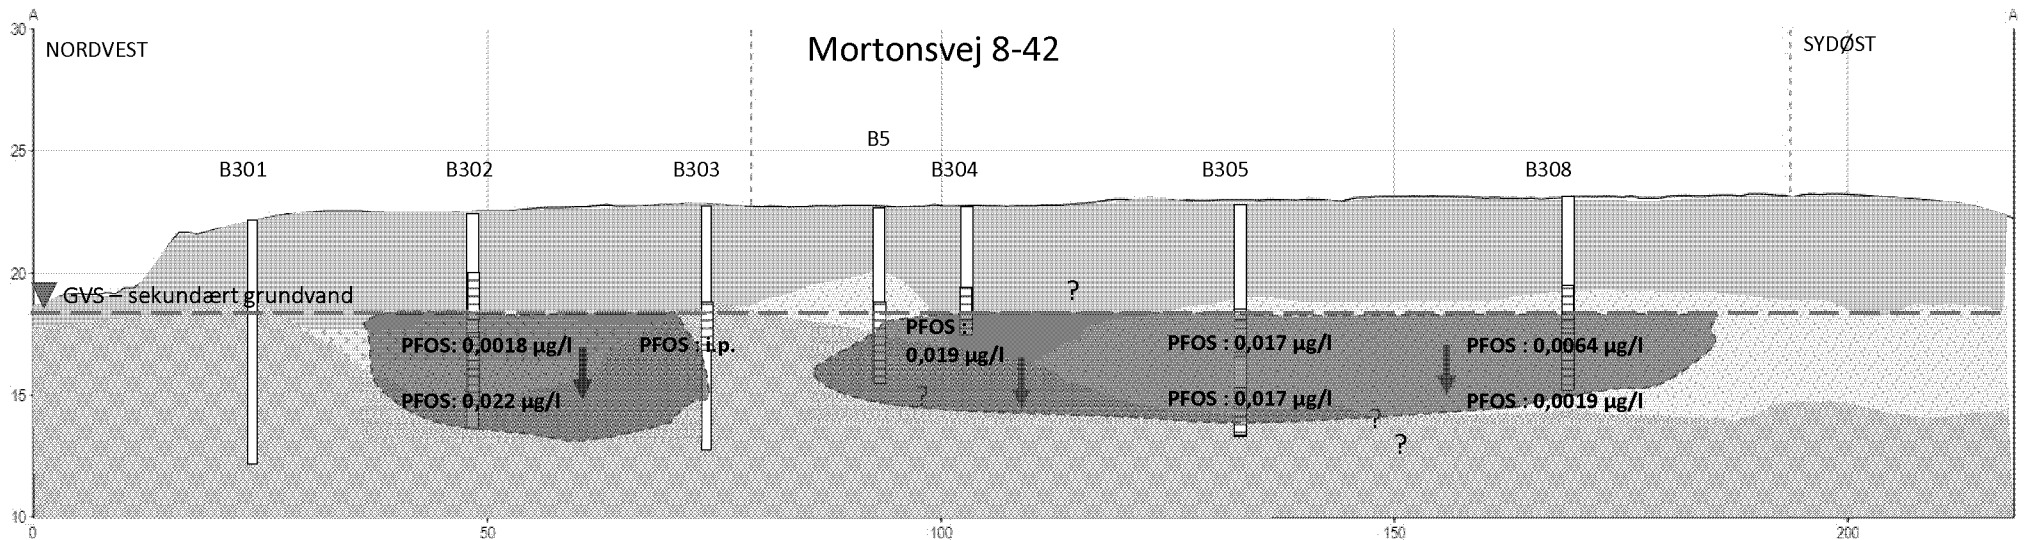 A A
30
NORDVEST
Mortonsvej 8-42
SYDØST
B5
25
B301 B302 B303 B304 B305 B308
20
GVS – sekundært grundvand
?
PFOS: 0,0018 µg/l
PFOS : i.p.
PFOS :
0,019 µg/l
PFOS : 0,017 µg/l
PFOS : 0,0064 µg/l
15
PFOS: 0,022 µg/l
?
PFOS : 0,017 µg/l
PFOS : 0,0019 µg/l
?
?
10
0 50 100 150 200